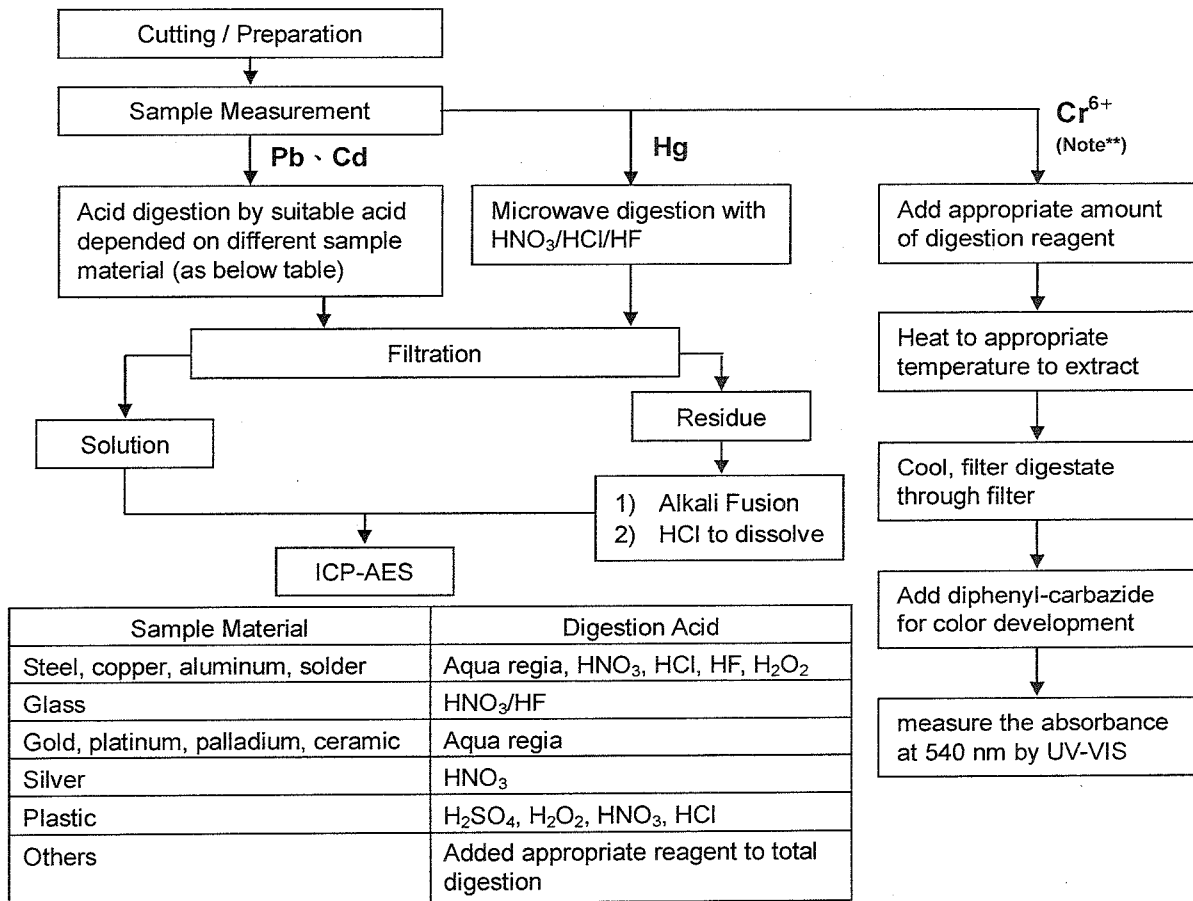 Cutting / Preparation
Sample Measurement
Pb、Cd
Hg
Cr⁶⁺
(Note**)
Acid digestion by suitable acid
depended on different sample
material (as below table)
Microwave digestion with
HNO₃/HCl/HF
Add appropriate amount
of digestion reagent
Filtration
Heat to appropriate
temperature to extract
Solution
Residue
Cool, filter digestate
through filter
1) Alkali Fusion
2) HCl to dissolve
ICP-AES
Add diphenyl-carbazide
for color development
measure the absorbance
at 540 nm by UV-VIS
Sample Material Digestion Acid
Steel, copper, aluminum, solder Aqua regia, HNO₃, HCl, HF, H₂O₂
Glass HNO₃/HF
Gold, platinum, palladium, ceramic Aqua regia
Silver HNO₃
Plastic H₂SO₄, H₂O₂, HNO₃, HCl
Others Added appropriate reagent to total
digestion